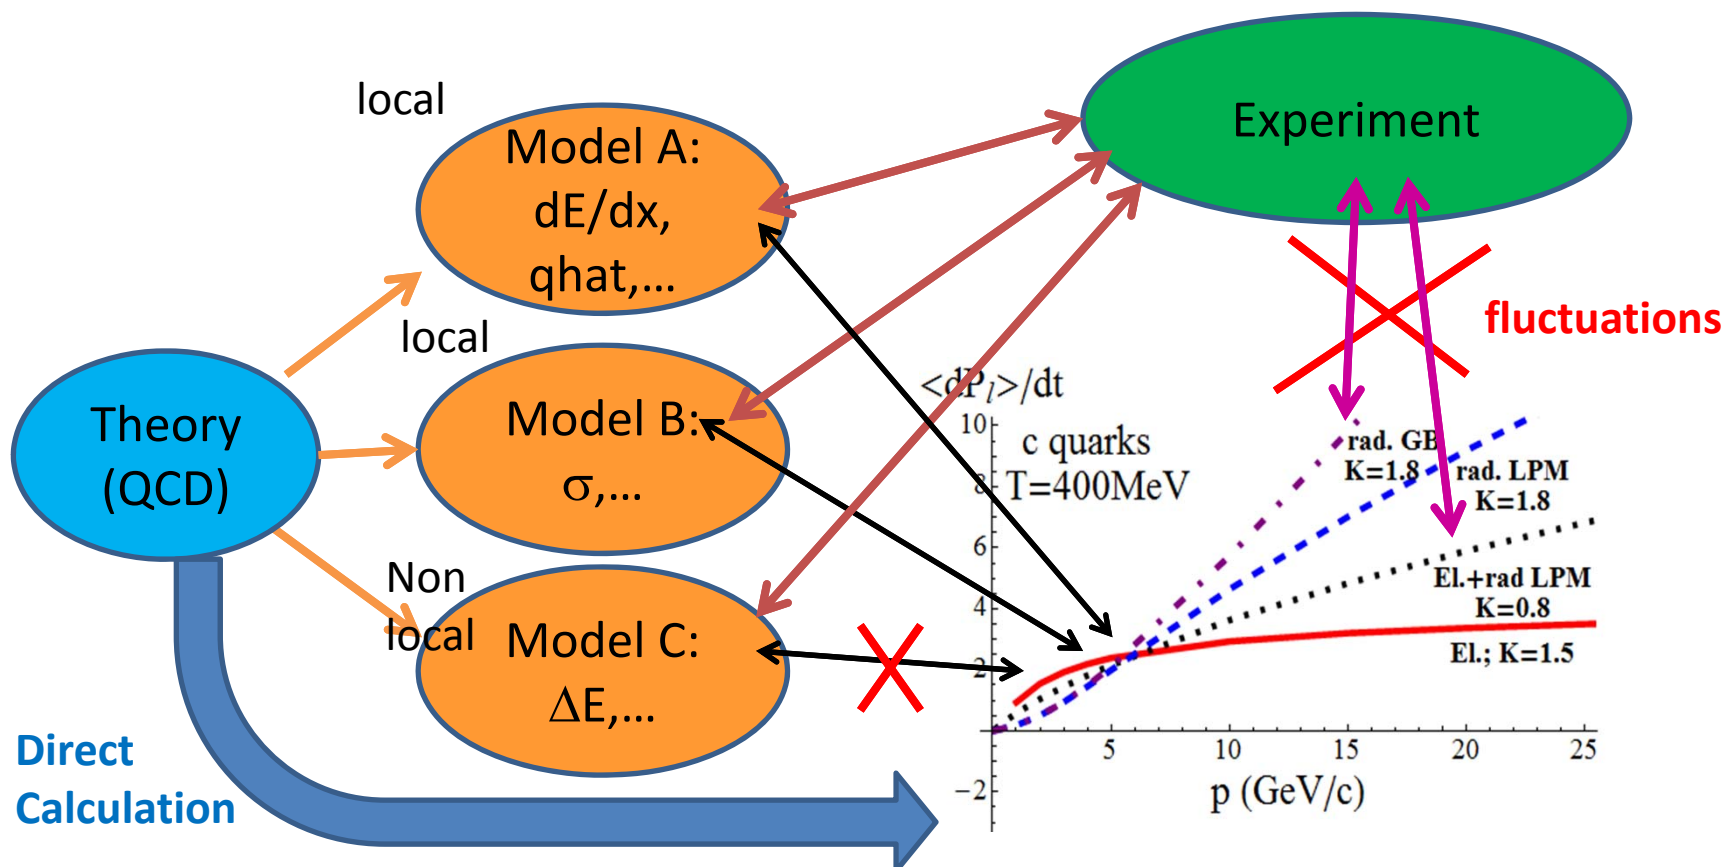 local
Model A:
dE/dx,
qhat,...
Experiment
local
fluctuations
Theory
(QCD)
Model B:
σ,...
<dPₗ>/dt
10
8
6
4
2
−2
c quarks
T=400MeV
rad. GB
K=1.8
rad. LPM
K=1.8
El.+rad LPM
K=0.8
El.; K=1.5
5
10
15
20
25
p (GeV/c)
Non
local
Model C:
ΔE,...
Direct
Calculation